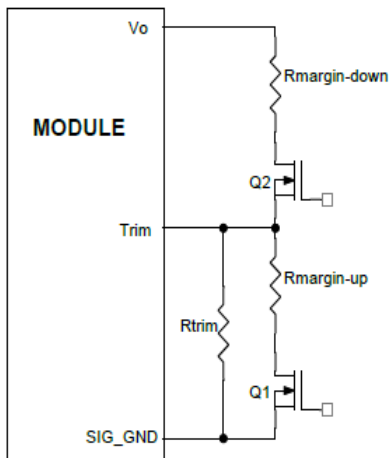 Vo
Rmargin-down
MODULE
Q2
Trim
Rmargin-up
Rtrim
Q1
SIG_GND